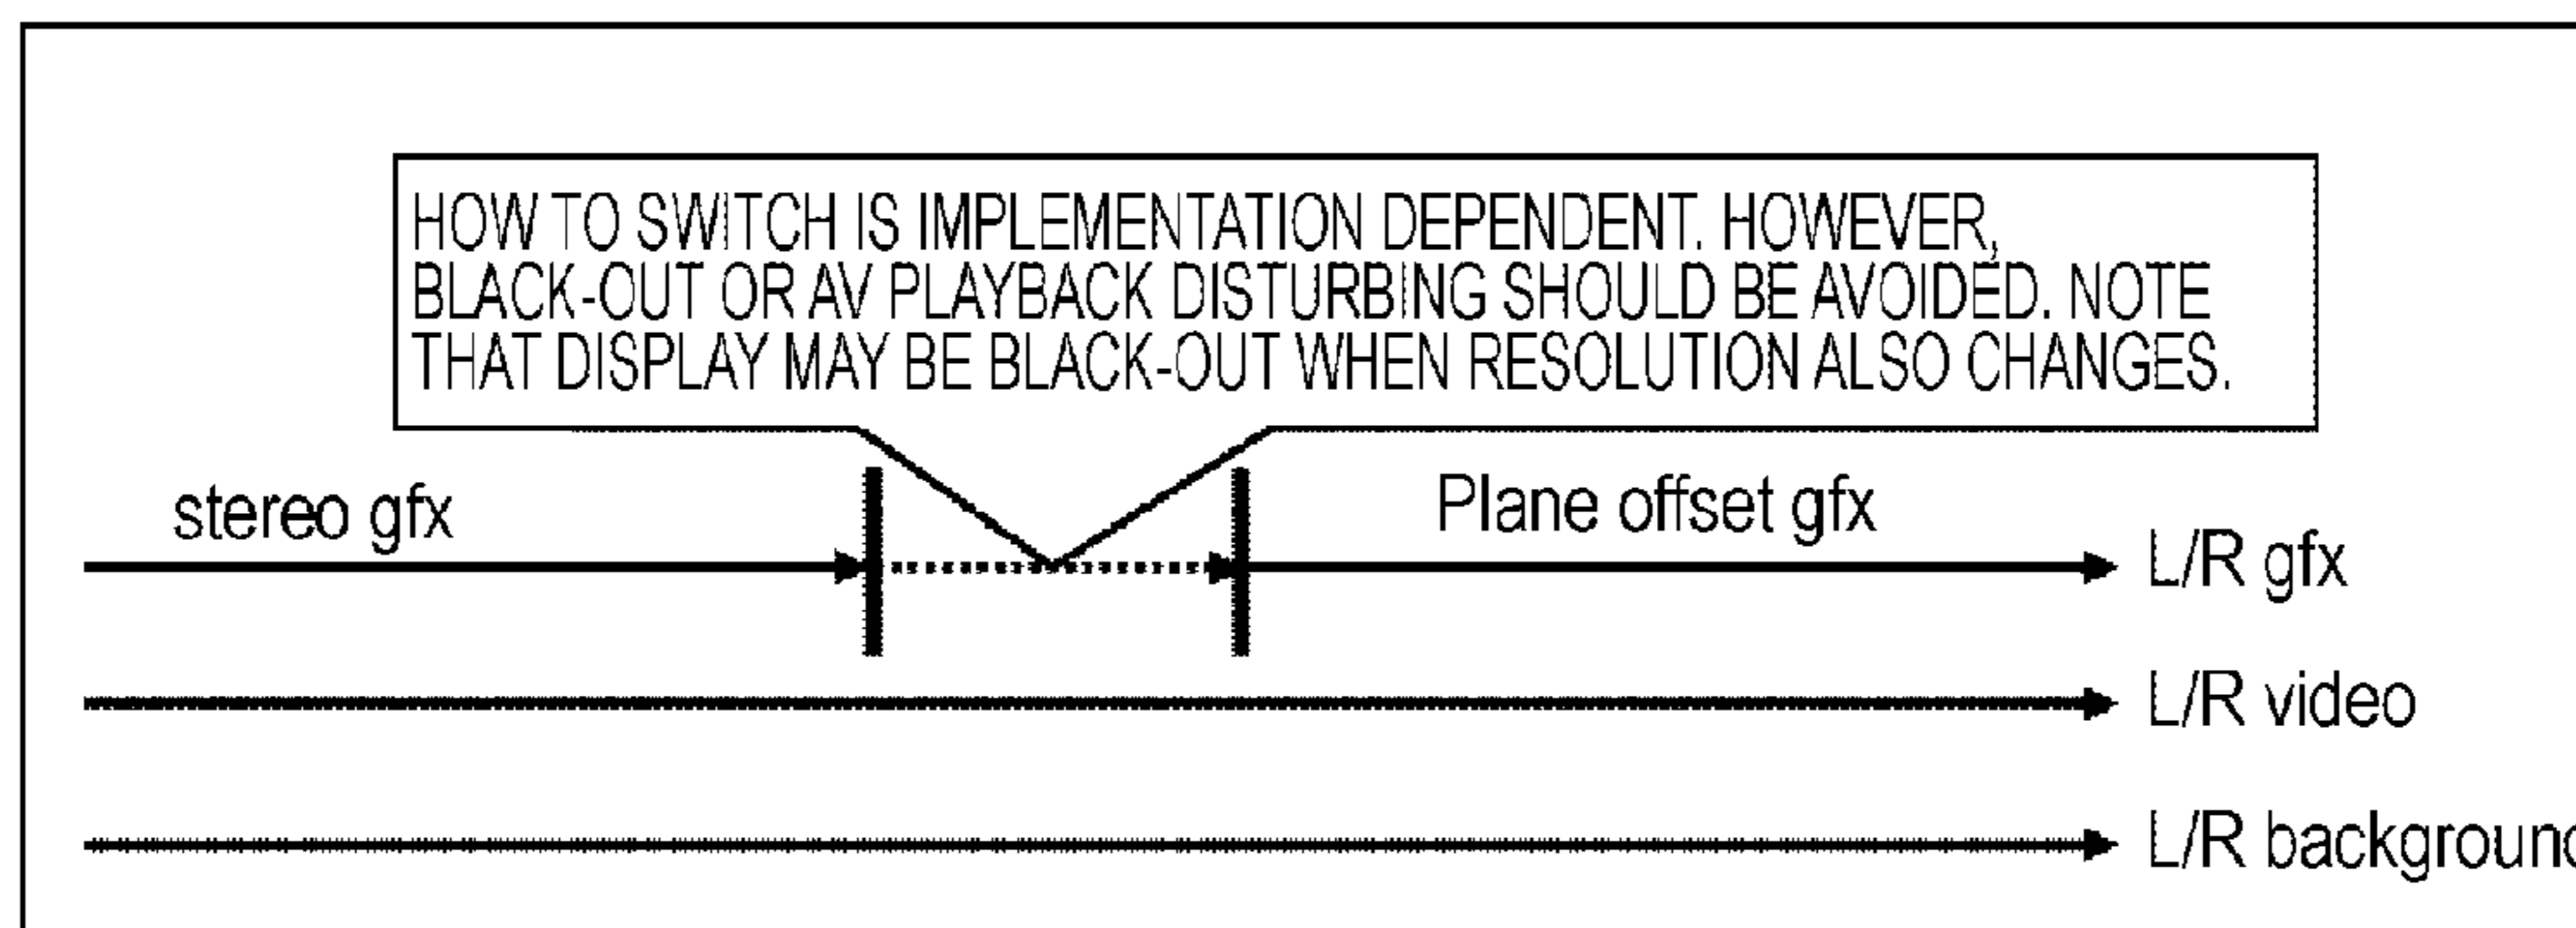 HOW TO SWITCH IS IMPLEMENTATION DEPENDENT. HOWEVER,
BLACK-OUT OR AV PLAYBACK DISTURBING SHOULD BE AVOIDED. NOTE
THAT DISPLAY MAY BE BLACK-OUT WHEN RESOLUTION ALSO CHANGES.
stereo gfx
Plane offset gfx
L/R gfx
L/R video
L/R background